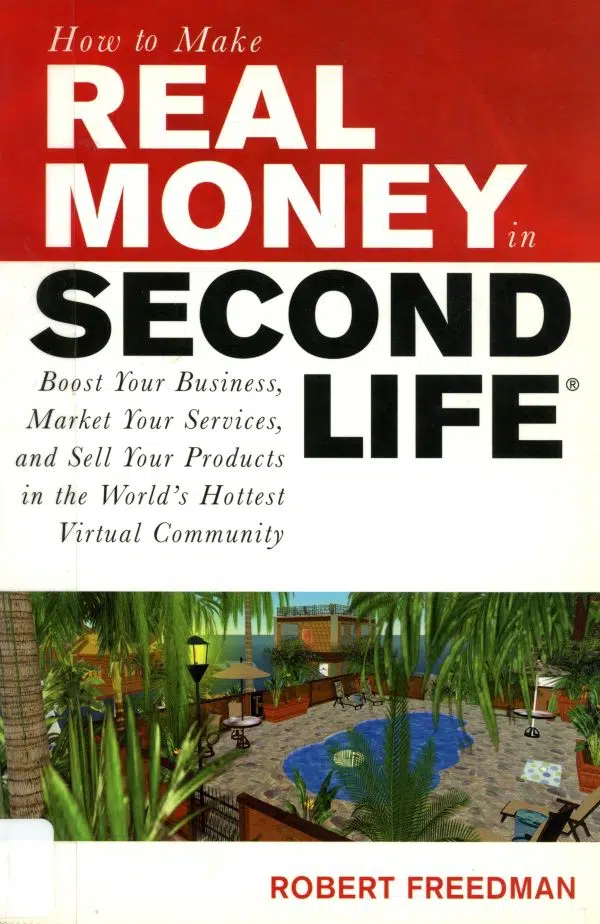 How to Make
REAL
MONEY in
SECOND
LIFE®
Boost Your Business,
Market Your Services,
and Sell Your Products
in the World's Hottest
Virtual Community
ROBERT FREEDMAN